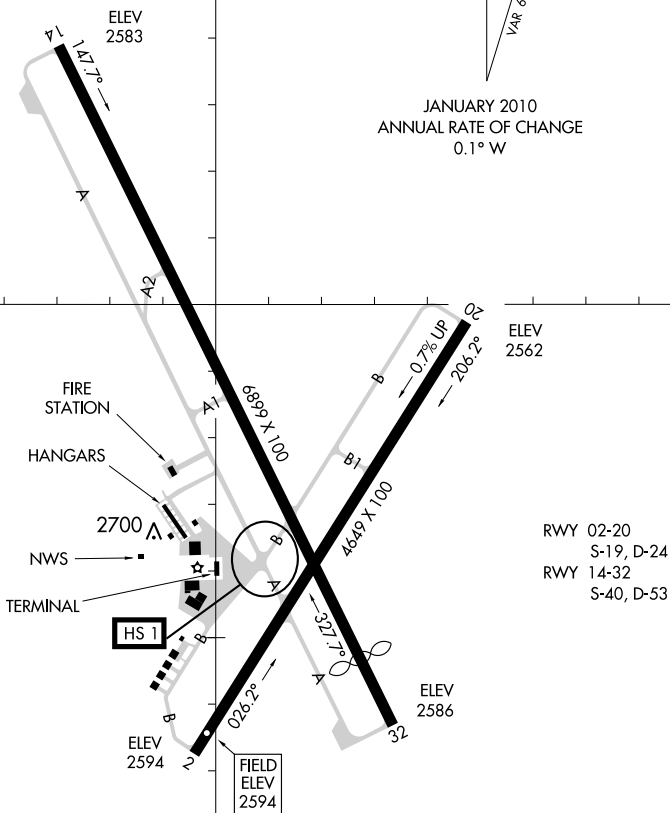 ELEV
2583
14
147.7°
VAR 6
JANUARY 2010
ANNUAL RATE OF CHANGE
0.1° W
A
A2
20
0.7% UP
206.2°
ELEV
2562
B
FIRE
STATION
A1
6899 X 100
HANGARS
B1
4649 X 100
2700
B
RWY 02-20
S-19, D-24
RWY 14-32
S-40, D-53
NWS
TERMINAL
A
HS 1
B
327.7°
A
026.2°
ELEV
2586
B
32
ELEV
2594
2
FIELD
ELEV
2594